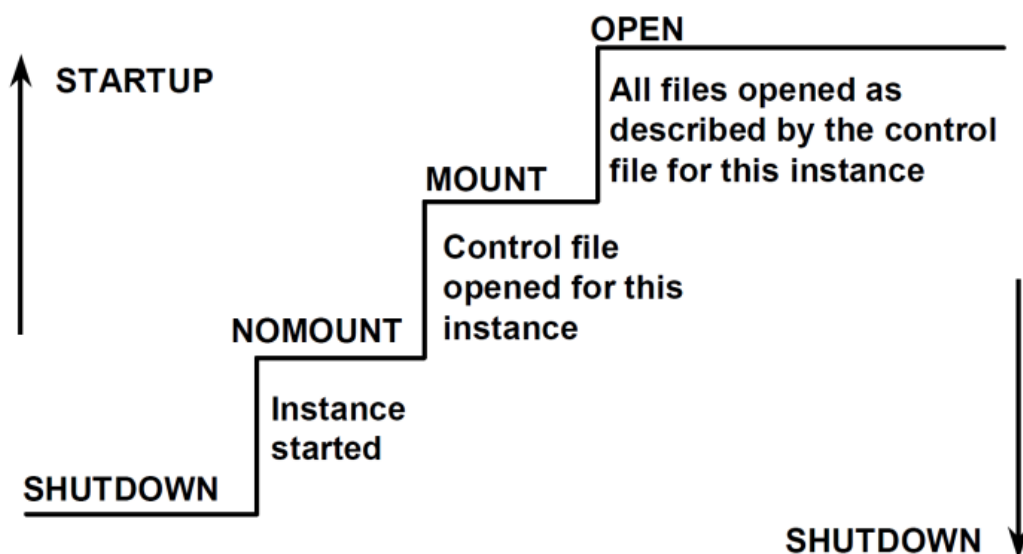 OPEN
STARTUP
All files opened as
described by the control
file for this instance
MOUNT
Control file
opened for this
instance
NOMOUNT
Instance
started
SHUTDOWN
SHUTDOWN